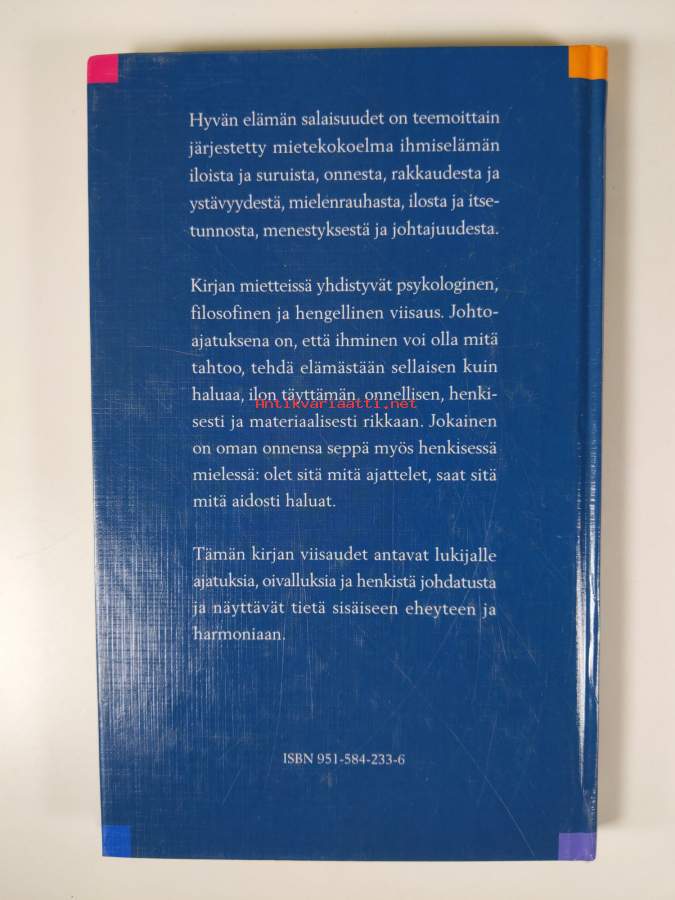 Hyvän elämän salaisuudet on teemoittain
järjestetty mietekokoelma ihmiselämän
iloista ja suruista, onnesta, rakkaudesta ja
ystävyydestä, mielenrauhasta, ilosta ja itse-
tunnosta, menestyksestä ja johtajuudesta.
Kirjan mietteissä yhdistyvät psykologinen,
filosofinen ja hengellinen viisaus. Johto-
ajatuksena on, että ihminen voi olla mitä
tahtoo, tehdä elämästään sellaisen kuin
haluaa, ilon täyttämän, onnellisen, henki-
Antikvariaatti.net
sesti ja materiaalisesti rikkaan. Jokainen
on oman onnensa seppä myös henkisessä
mielessä: olet sitä mitä ajattelet, saat sitä
mitä aidosti haluat.
Tämän kirjan viisaudet antavat lukijalle
ajatuksia, oivalluksia ja henkistä johdatusta
ja näyttävät tietä sisäiseen eheyteen ja
harmoniaan.
ISBN 951-584-233-6